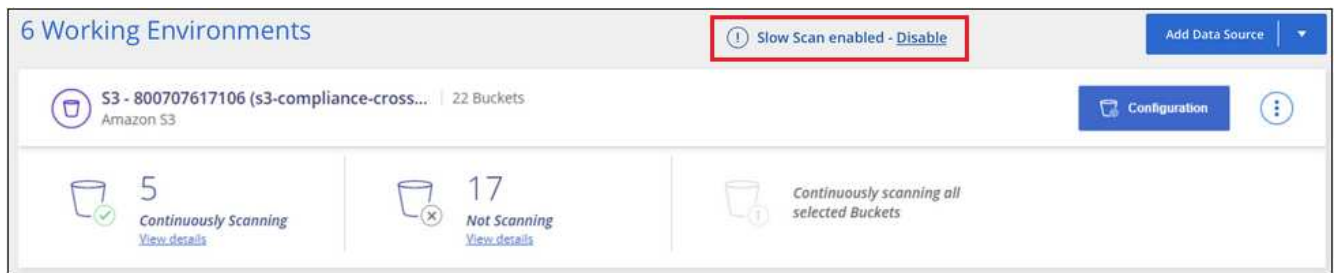 6 Working Environments
Slow Scan enabled - Disable
Add Data Source
S3 - 800707617106 (s3-compliance-cross... | 22 Buckets
Amazon S3
Configuration
5
Continuously Scanning
View details
17
Not Scanning
View details
Continuously scanning all
selected Buckets